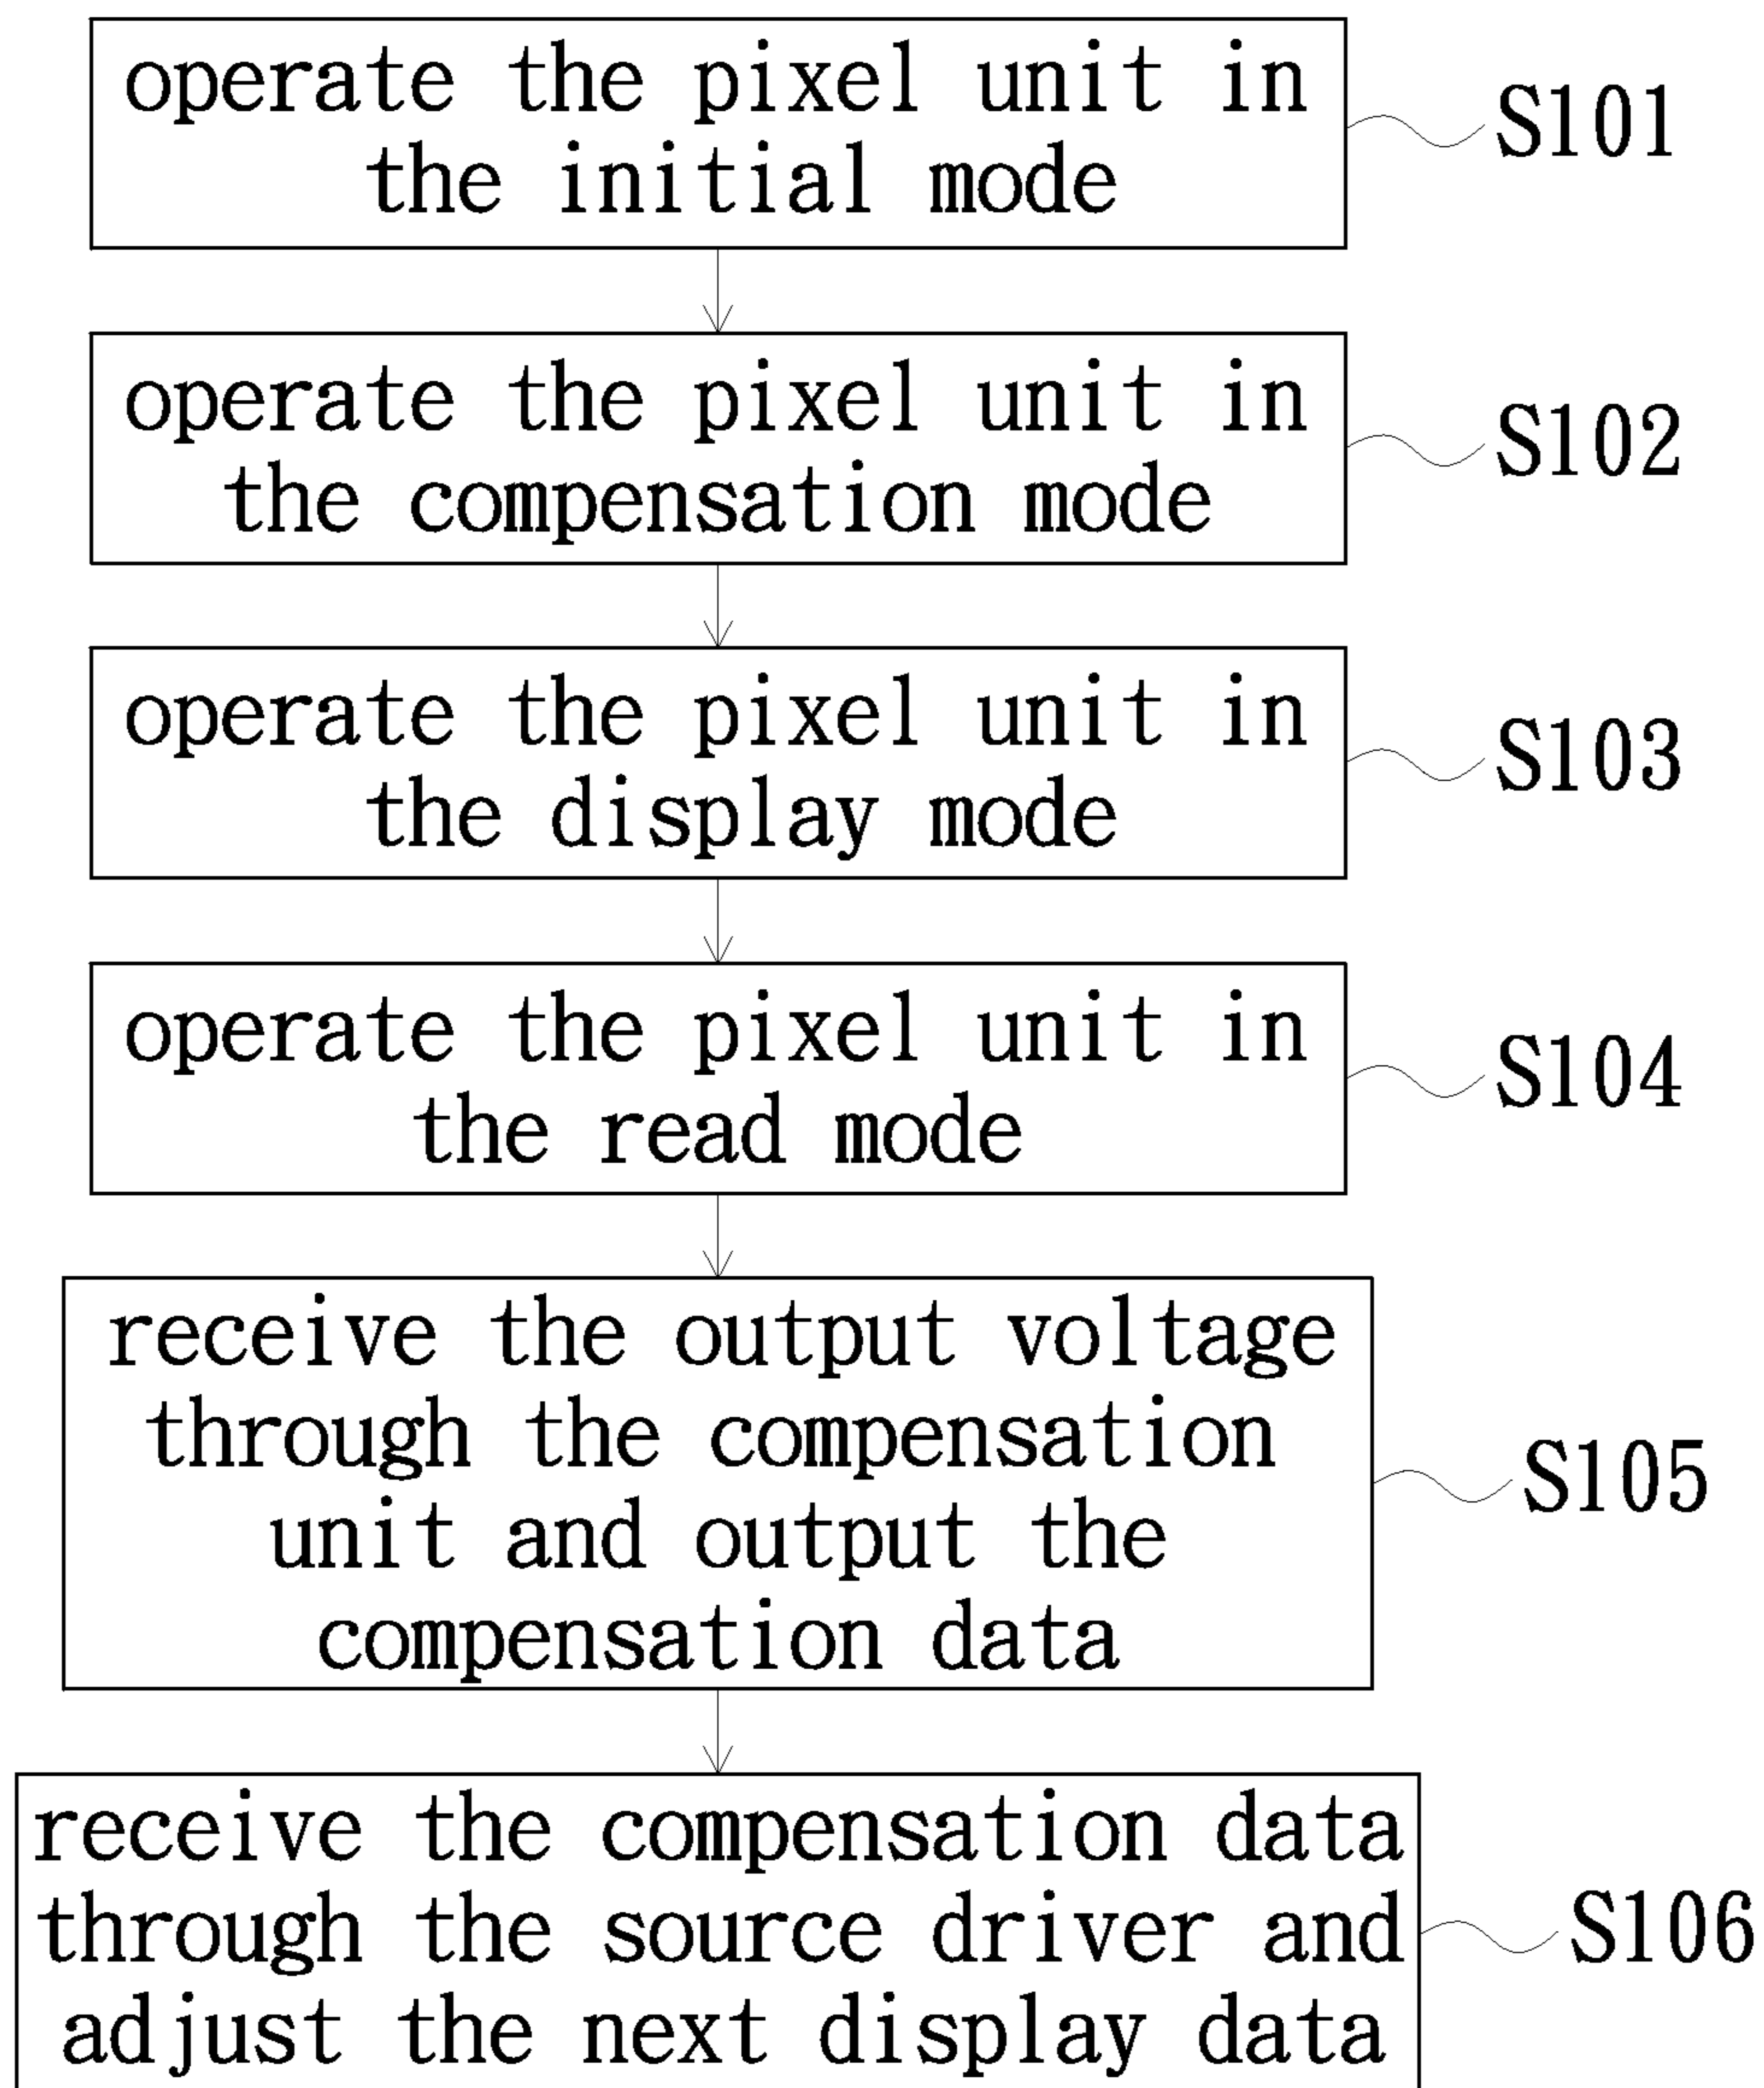 operate the pixel unit in
the initial mode
S101
operate the pixel unit in
the compensation mode
S102
operate the pixel unit in
the display mode
S103
operate the pixel unit in
the read mode
S104
receive the output voltage
through the compensation
unit and output the
compensation data
S105
receive the compensation data
through the source driver and
adjust the next display data
S106